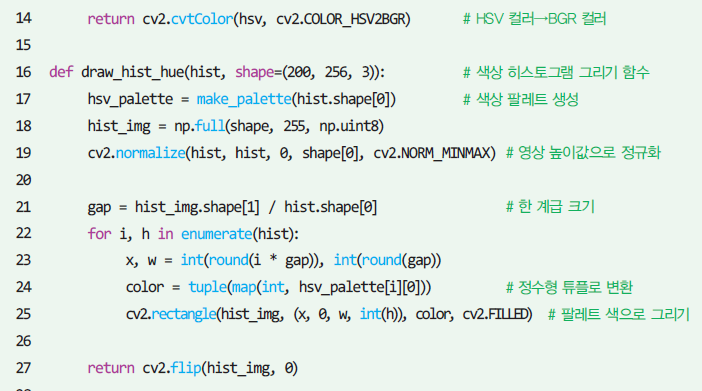 14 return cv2.cvtColor(hsv, cv2.COLOR_HSV2BGR) # HSV 컬러→BGR 컬러
15
16 def draw_hist_hue(hist, shape=(200, 256, 3)): # 색상 히스토그램 그리기 함수
17 hsv_palette = make_palette(hist.shape[0]) # 색상 팔레트 생성
18 hist_img = np.full(shape, 255, np.uint8)
19 cv2.normalize(hist, hist, 0, shape[0], cv2.NORM_MINMAX) # 영상 높이값으로 정규화
20
21 gap = hist_img.shape[1] / hist.shape[0] # 한 계급 크기
22 for i, h in enumerate(hist):
23 x, w = int(round(i * gap)), int(round(gap))
24 color = tuple(map(int, hsv_palette[i][0])) # 정수형 튜플로 변환
25 cv2.rectangle(hist_img, (x, 0, w, int(h)), color, cv2.FILLED) # 팔레트 색으로 그리기
26
27 return cv2.flip(hist_img, 0)